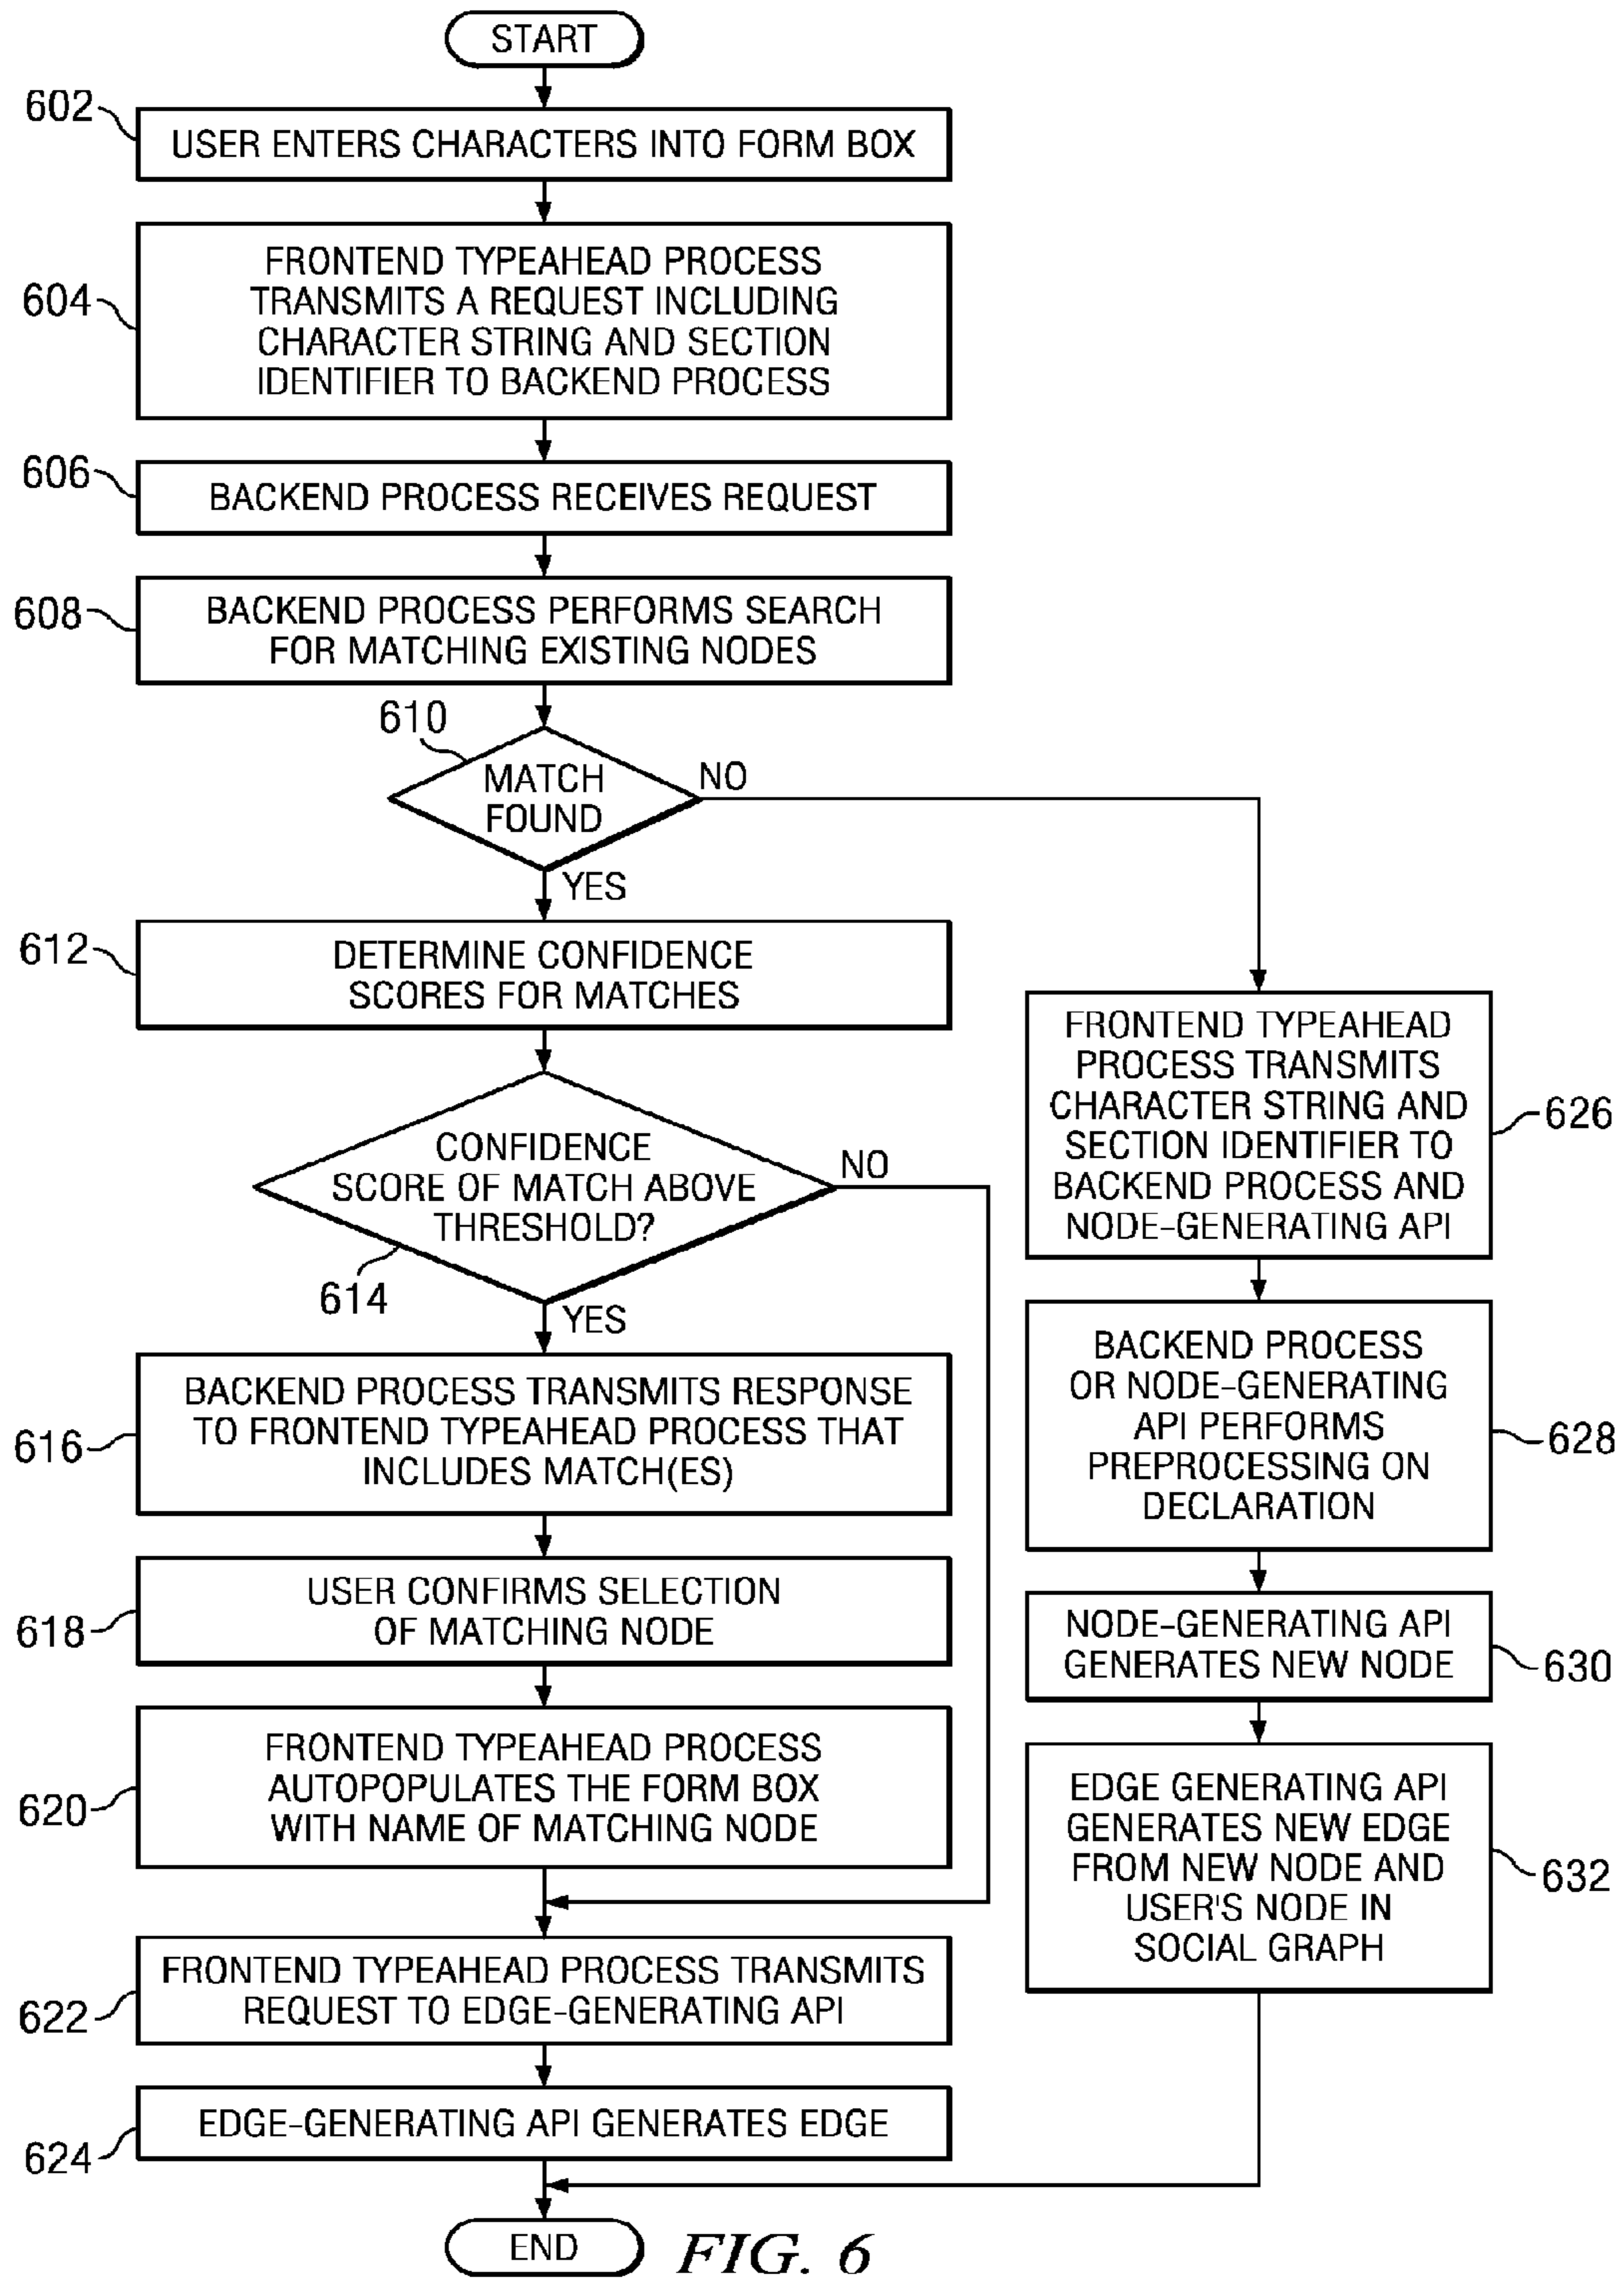 START
602
USER ENTERS CHARACTERS INTO FORM BOX
604
FRONTEND TYPEAHEAD PROCESS
TRANSMITS A REQUEST INCLUDING
CHARACTER STRING AND SECTION
IDENTIFIER TO BACKEND PROCESS
606
BACKEND PROCESS RECEIVES REQUEST
608
BACKEND PROCESS PERFORMS SEARCH
FOR MATCHING EXISTING NODES
610
MATCH
FOUND
NO
YES
612
DETERMINE CONFIDENCE
SCORES FOR MATCHES
CONFIDENCE
SCORE OF MATCH ABOVE
THRESHOLD?
NO
614
YES
616
BACKEND PROCESS TRANSMITS RESPONSE
TO FRONTEND TYPEAHEAD PROCESS THAT
INCLUDES MATCH(ES)
618
USER CONFIRMS SELECTION
OF MATCHING NODE
620
FRONTEND TYPEAHEAD PROCESS
AUTOPOPULATES THE FORM BOX
WITH NAME OF MATCHING NODE
622
FRONTEND TYPEAHEAD PROCESS TRANSMITS
REQUEST TO EDGE-GENERATING API
624
EDGE-GENERATING API GENERATES EDGE
FRONTEND TYPEAHEAD
PROCESS TRANSMITS
CHARACTER STRING AND
SECTION IDENTIFIER TO
BACKEND PROCESS AND
NODE-GENERATING API
626
BACKEND PROCESS
OR NODE-GENERATING
API PERFORMS
PREPROCESSING ON
DECLARATION
628
NODE-GENERATING API
GENERATES NEW NODE
630
EDGE GENERATING API
GENERATES NEW EDGE
FROM NEW NODE AND
USER'S NODE IN
SOCIAL GRAPH
632
END
FIG. 6